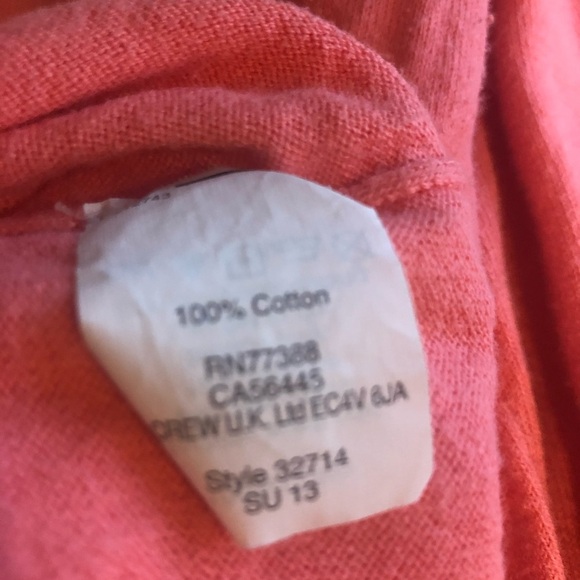 100% Cotton
RN77388
CA56445
CREW U.K. Ltd EC4V 6JA
Style 32714
SU 13